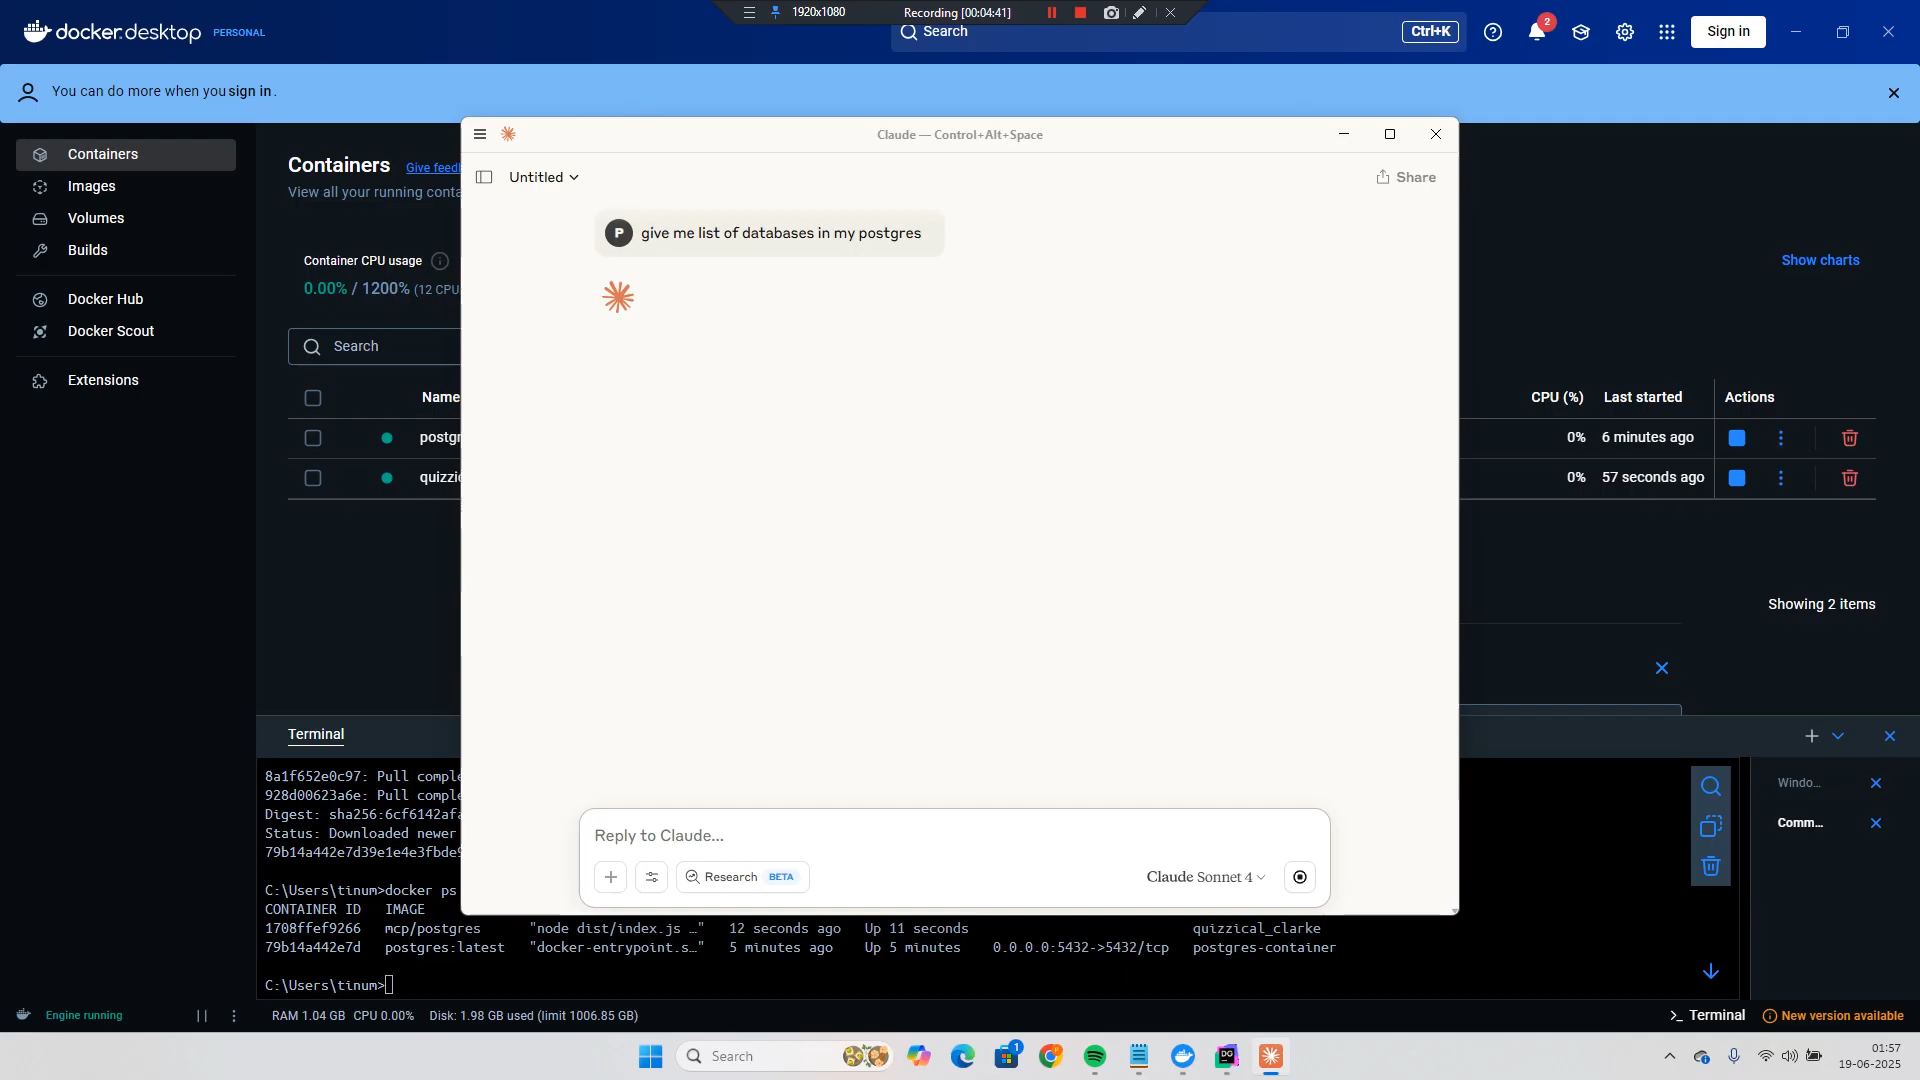 1920x1080
Recording [00:04:41]
docker.desktop PERSONAL
Search
Ctrl+K
2
Sign in
You can do more when you sign in.
Containers
Images
Volumes
Builds
Docker Hub
Docker Scout
Extensions
Containers
Give feedb
View all your running conta
Container CPU usage
0.00% / 1200% (12 CPU
Search
Name
postgr
quizzic
Claude — Control+Alt+Space
Untitled
Share
P
give me list of databases in my postgres
Reply to Claude...
Research BETA
Claude Sonnet 4
Show charts
CPU (%) Last started Actions
0% 6 minutes ago
0% 57 seconds ago
Showing 2 items
Terminal
Windo...
Comm...
8a1f652e0c97: Pull comple
928d00623a6e: Pull comple
Digest: sha256:6cf6142afa
Status: Downloaded newer
79b14a442e7d39e1e4e3fbde9
C:\Users\tinum>docker ps
CONTAINER ID IMAGE
1708ffef9266 mcp/postgres "node dist/index.js …" 12 seconds ago Up 11 seconds quizzical_clarke
79b14a442e7d postgres:latest "docker-entrypoint.s…" 5 minutes ago Up 5 minutes 0.0.0.0:5432->5432/tcp postgres-container
C:\Users\tinum>
Engine running
RAM 1.04 GB CPU 0.00% Disk: 1.98 GB used (limit 1006.85 GB)
Terminal
New version available
Search
1
DG
01:57
19-06-2025